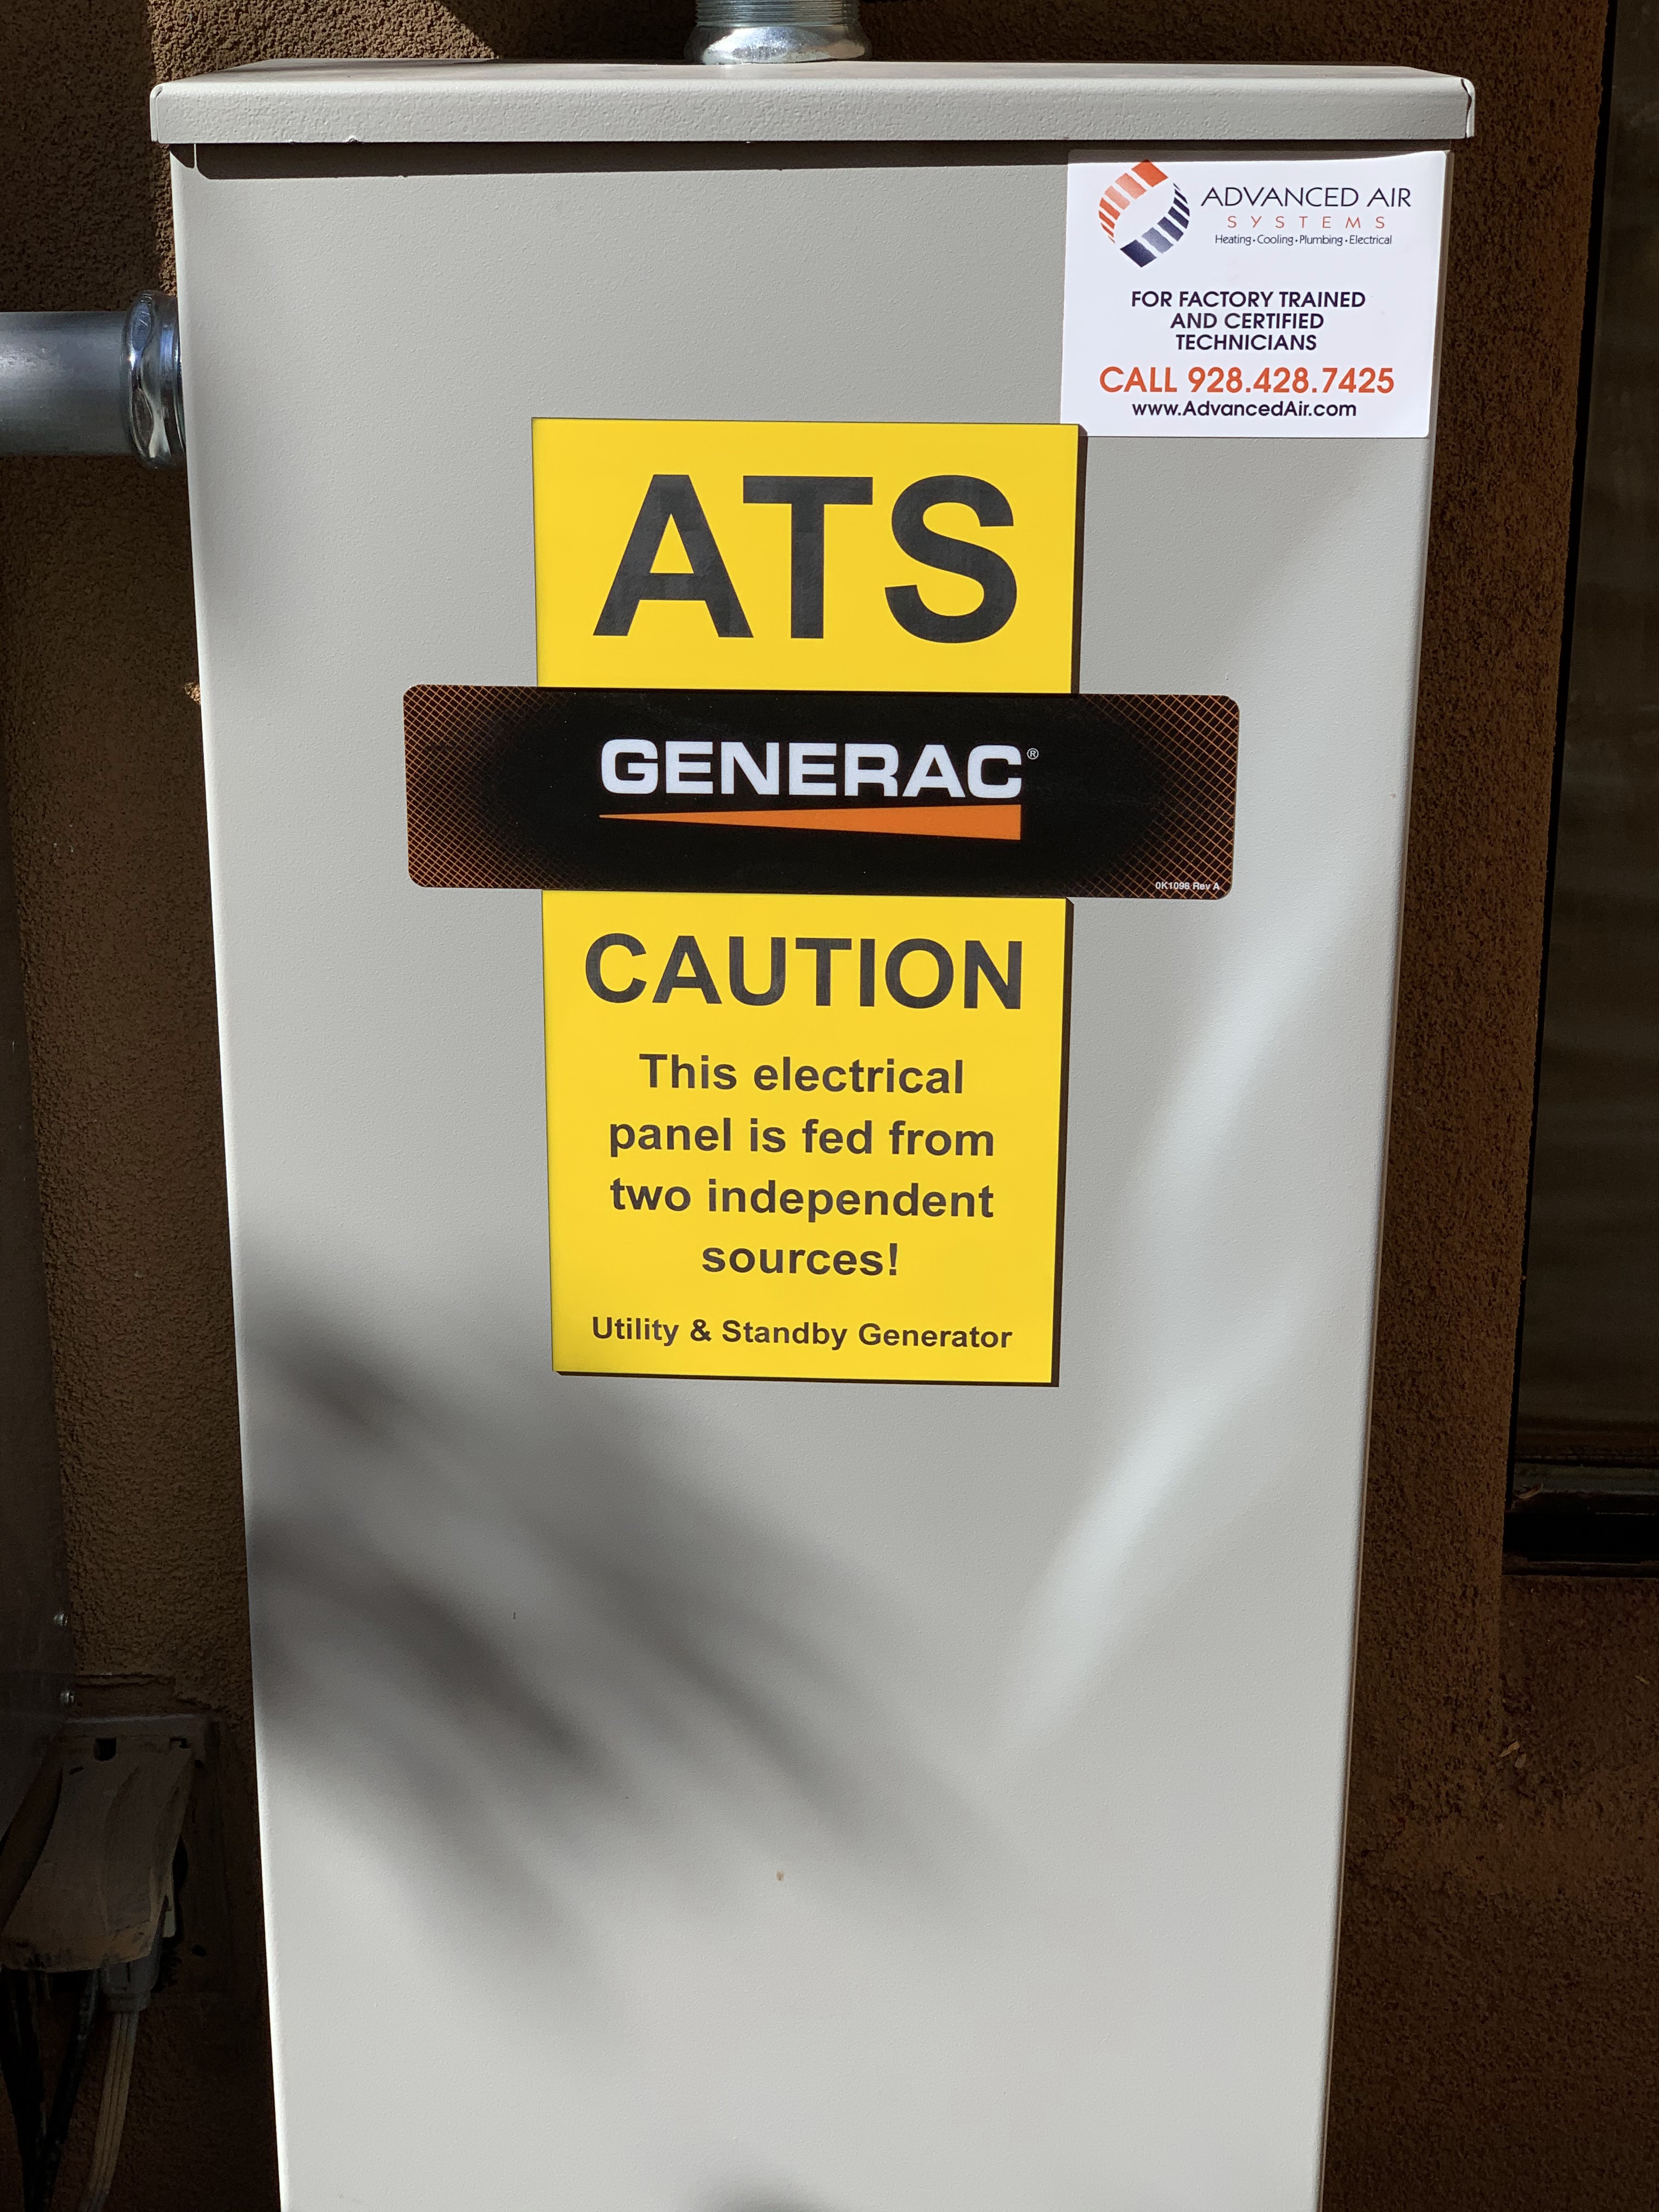 ADVANCED AIR
SYSTEMS
Heating • Cooling • Plumbing • Electrical
FOR FACTORY TRAINED
AND CERTIFIED
TECHNICIANS
CALL 928.428.7425
www.AdvancedAir.com
ATS
GENERAC®
0K1098 Rev A
CAUTION
This electrical
panel is fed from
two independent
sources!
Utility & Standby Generator